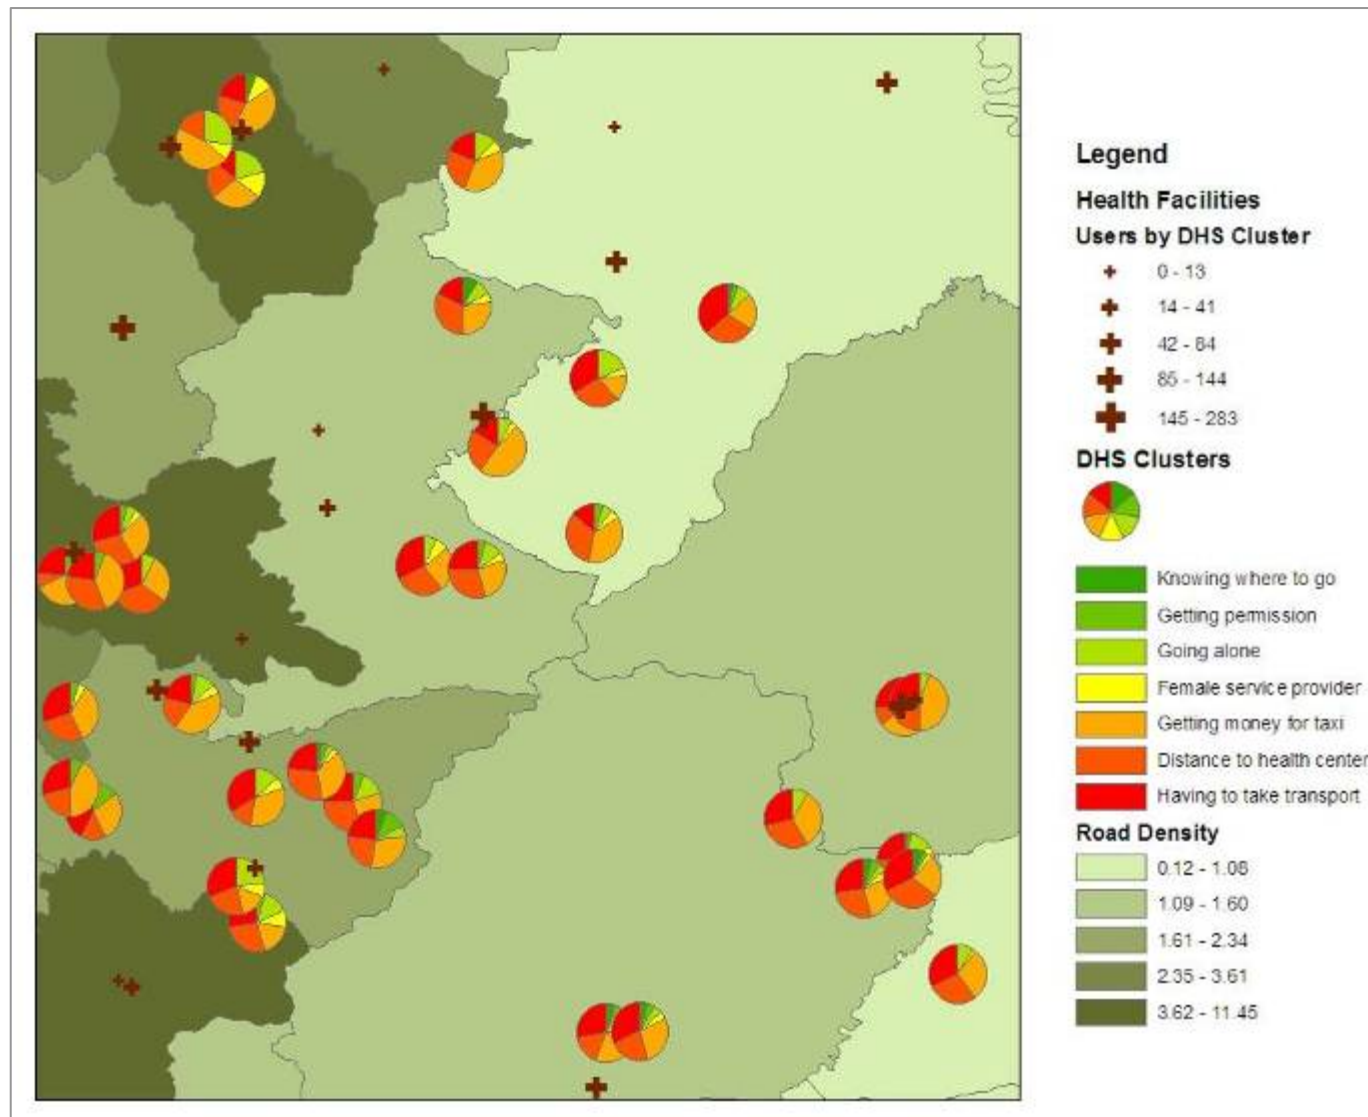 Legend
Health Facilities
Users by DHS Cluster
0 - 13
14 - 41
42 - 84
85 - 144
145 - 283
DHS Clusters
Knowing where to go
Getting permission
Going alone
Female service provider
Getting money for taxi
Distance to health center
Having to take transport
Road Density
0.12 - 1.08
1.09 - 1.60
1.61 - 2.34
2.35 - 3.61
3.62 - 11.45